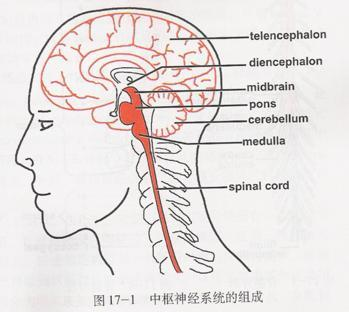 telencephalon
diencephalon
midbrain
pons
cerebellum
medulla
spinal cord
图 17-1 中枢神经系统的组成